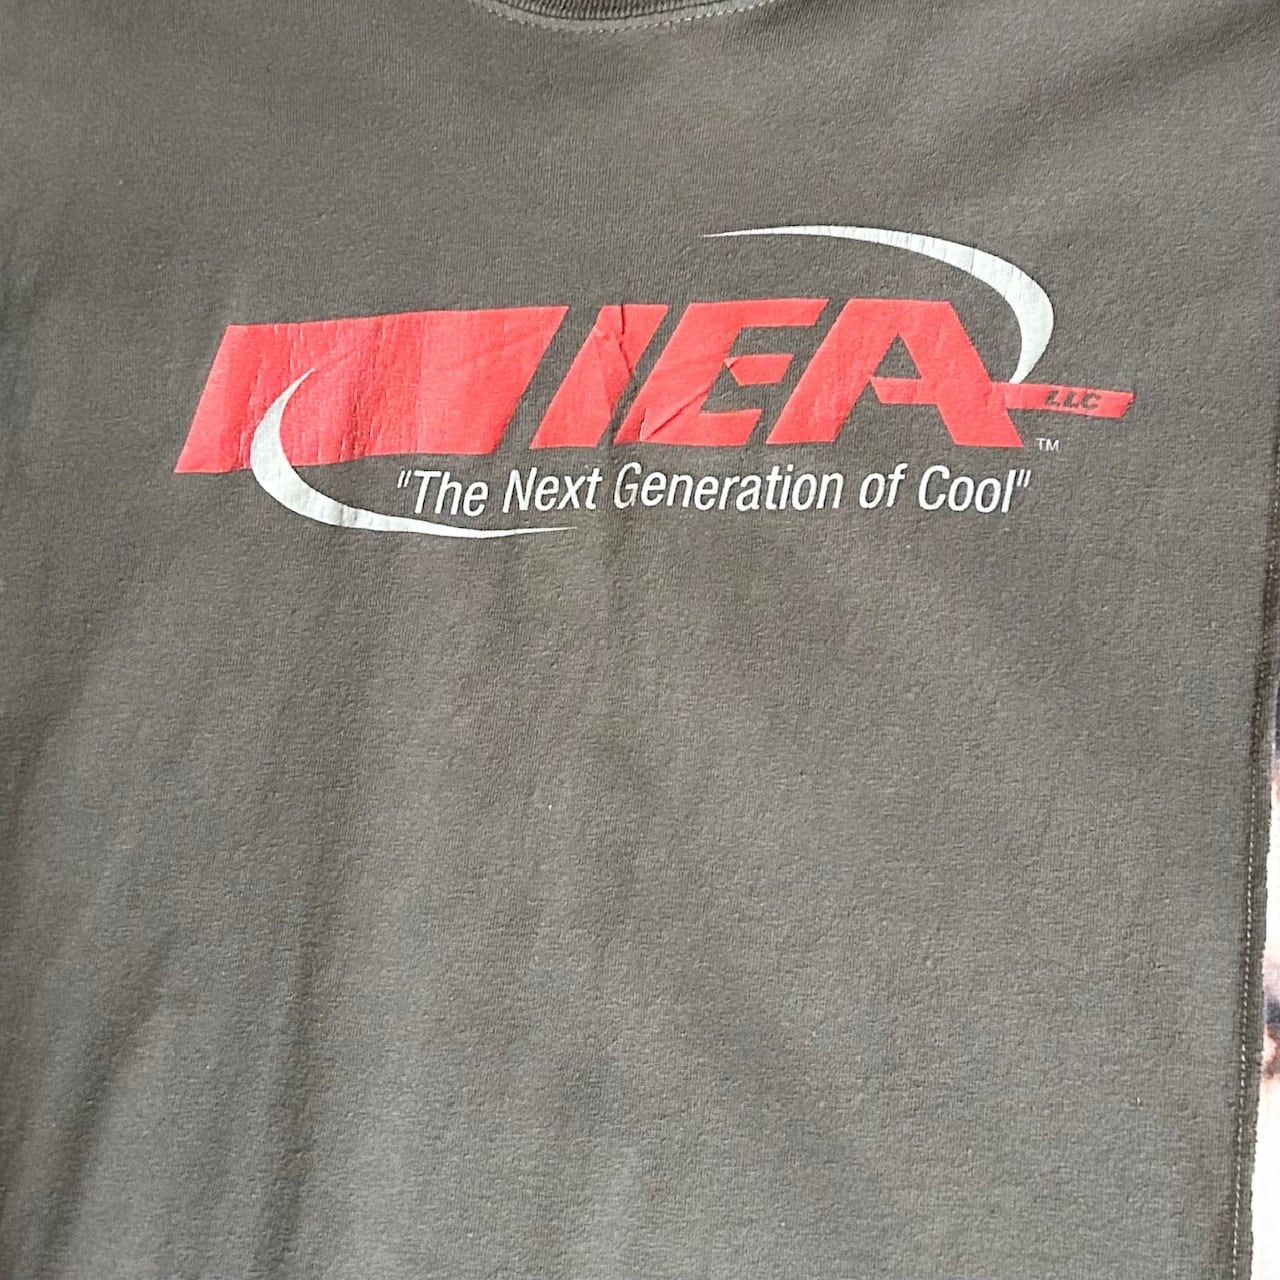 IEA LLC
TM
"The Next Generation of Cool"